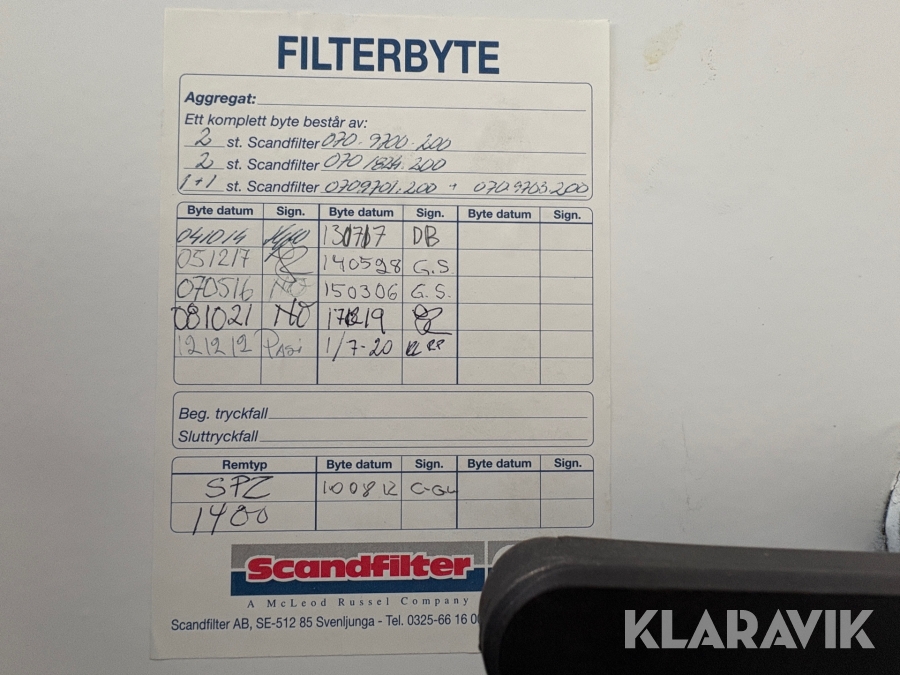 FILTERBYTE
Aggregat:
Ett komplett byte består av:
2 st. Scandfilter 070.9700.200
2 st. Scandfilter 070 1824.200
1+1 st. Scandfilter 0709701.200 + 070.9703.200
Byte datum Sign. Byte datum Sign. Byte datum Sign.
041014 130717 DB
051217 140528 G.S.
070516 NO 150306 G.S.
081021 NO 19
121212 Pasi 1/7-20
Beg. tryckfall
Sluttryckfall
Remtyp Byte datum Sign. Byte datum Sign.
SPZ 100812
1400
Scandfilter
A McLeod Russel Company
Scandfilter AB, SE-512 85 Svenljunga - Tel. 0325-66 16 00
KLARAVIK